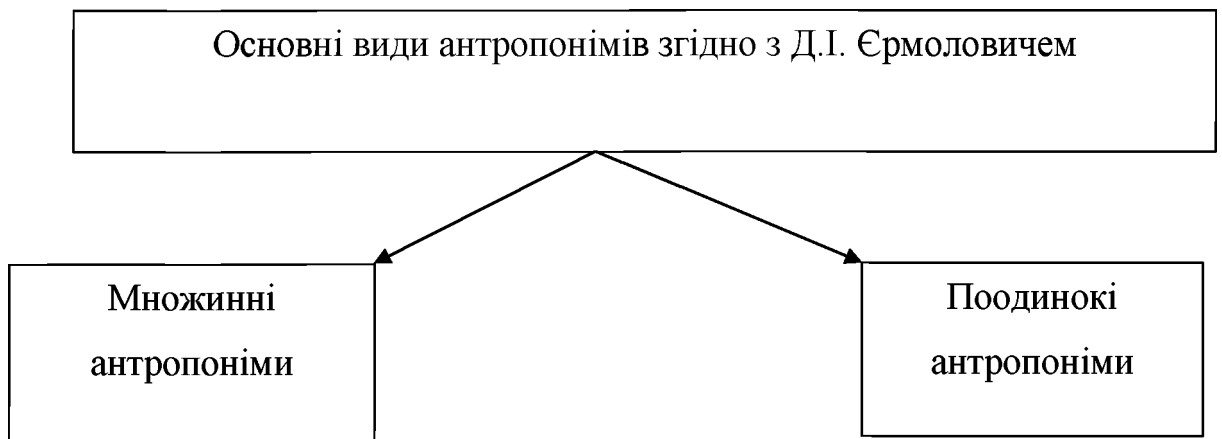 Основні види антропонімів згідно з Д.І. Єрмоловичем
Множинні
антропоніми
Поодинокі
антропоніми